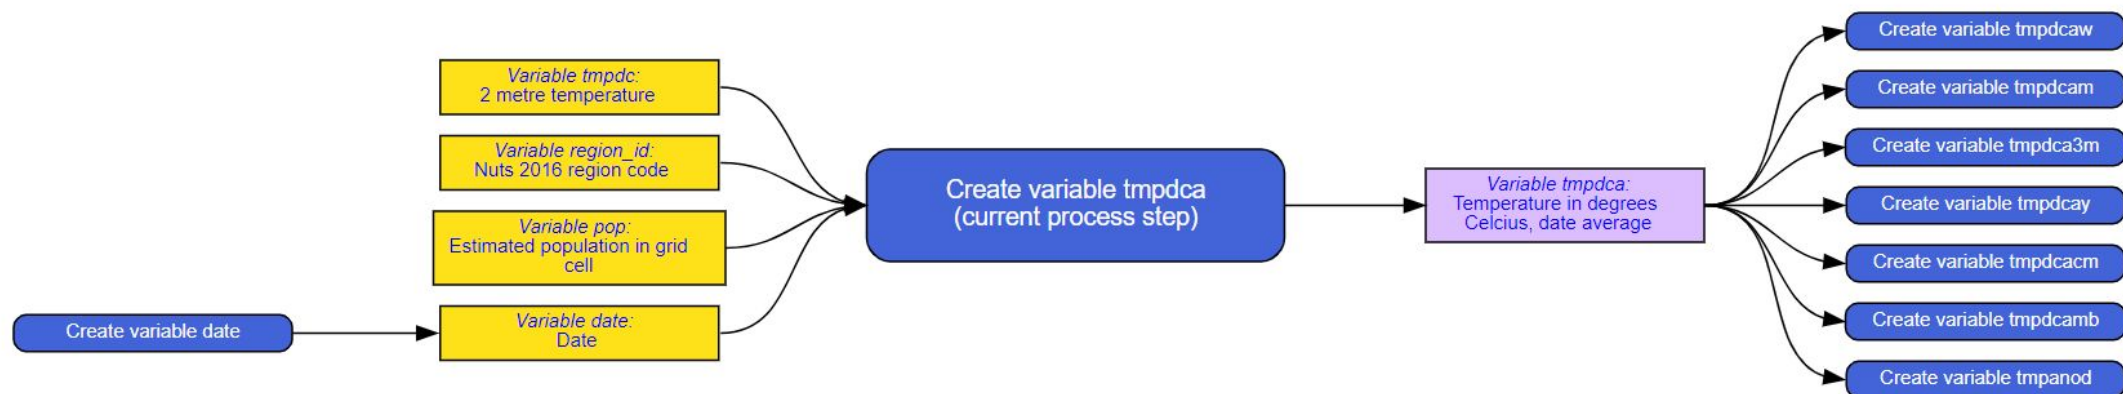 Create variable date
Variable tmpdc:
2 metre temperature
Variable region_id:
Nuts 2016 region code
Variable pop:
Estimated population in grid
cell
Variable date:
Date
Create variable tmpdca
(current process step)
Variable tmpdca:
Temperature in degrees
Celcius, date average
Create variable tmpdcaw
Create variable tmpdcam
Create variable tmpdca3m
Create variable tmpdcay
Create variable tmpdcacm
Create variable tmpdcamb
Create variable tmpanod